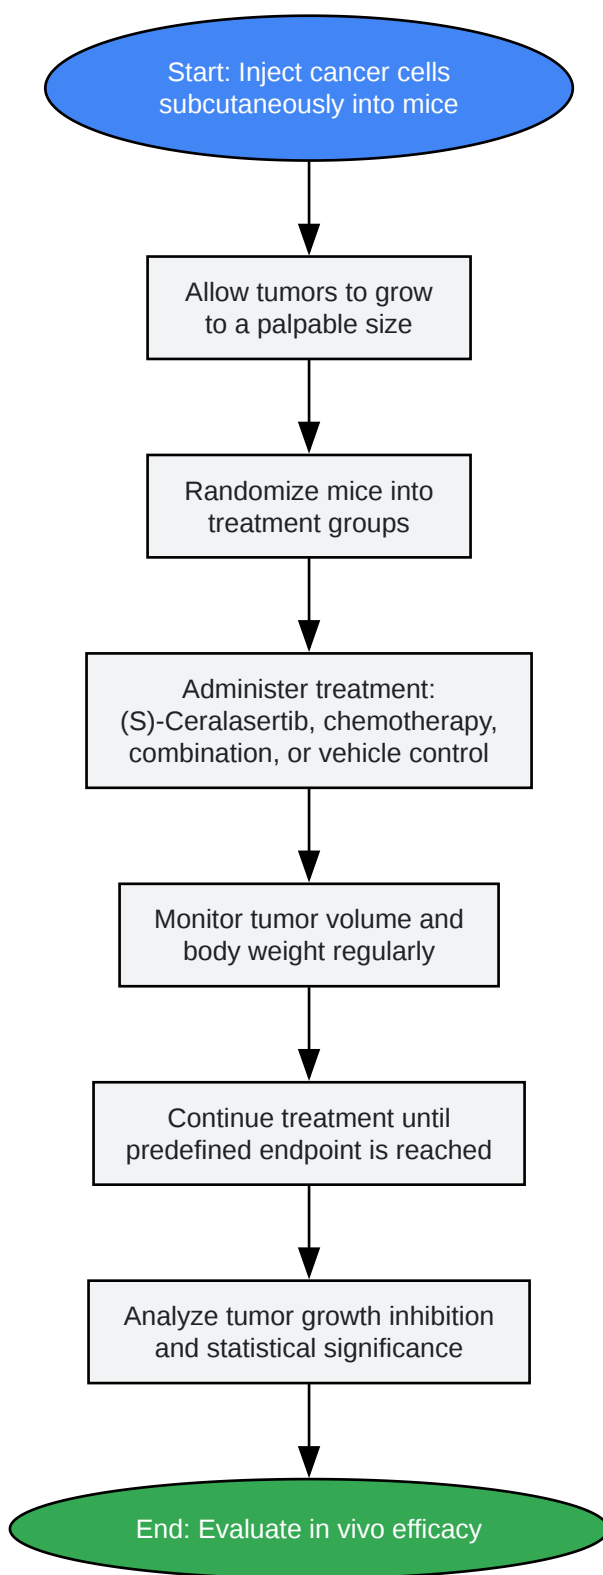 Start: Inject cancer cells
subcutaneously into mice
Allow tumors to grow
to a palpable size
Randomize mice into
treatment groups
Administer treatment:
(S)-Ceralasertib, chemotherapy,
combination, or vehicle control
Monitor tumor volume and
body weight regularly
Continue treatment until
predefined endpoint is reached
Analyze tumor growth inhibition
and statistical significance
End: Evaluate in vivo efficacy